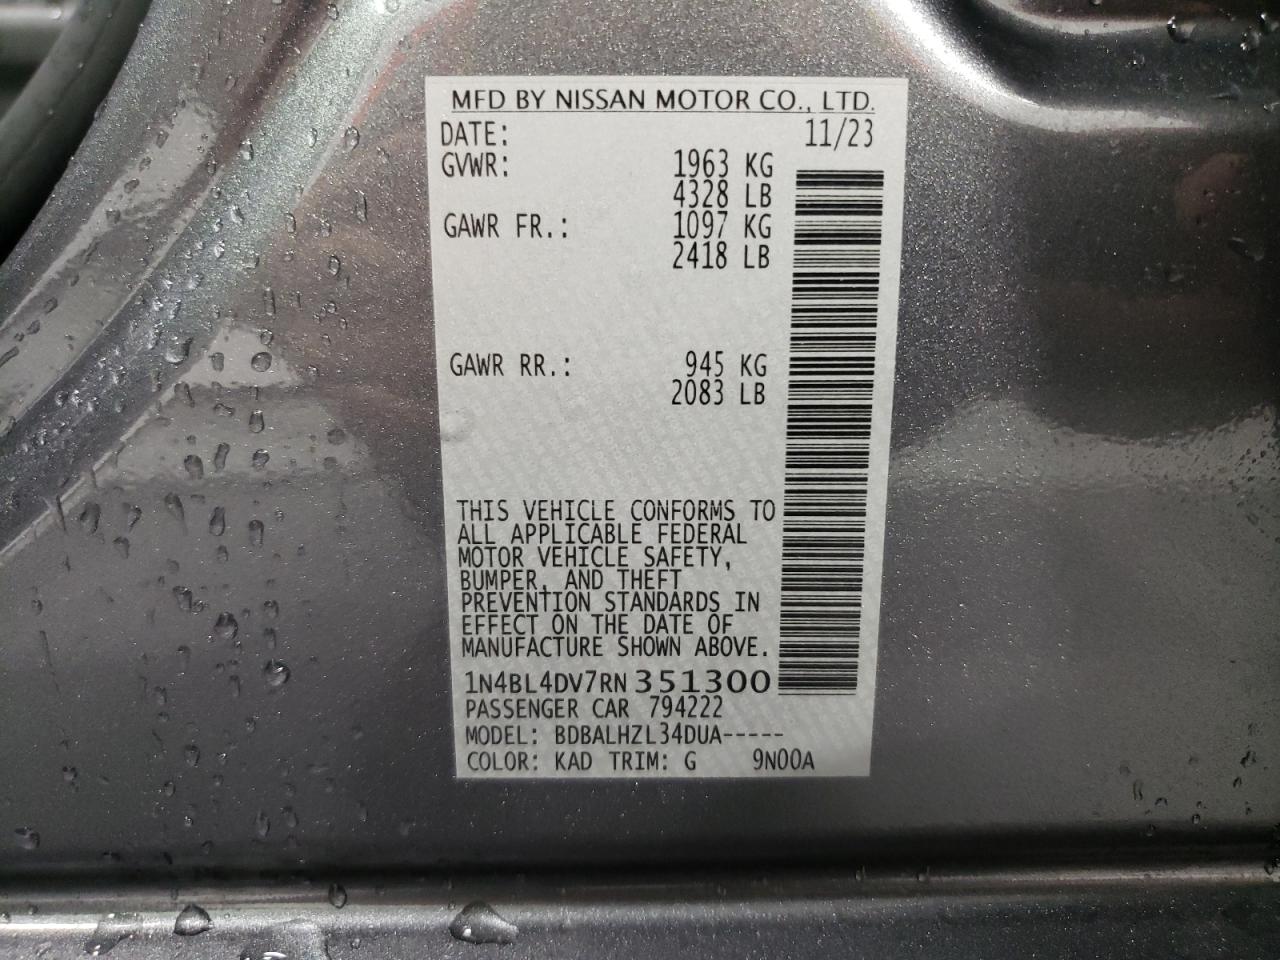 MFD BY NISSAN MOTOR CO., LTD.
DATE: 11/23
GVWR: 1963 KG
4328 LB
GAWR FR.: 1097 KG
2418 LB
GAWR RR.: 945 KG
2083 LB
THIS VEHICLE CONFORMS TO
ALL APPLICABLE FEDERAL
MOTOR VEHICLE SAFETY,
BUMPER, AND THEFT
PREVENTION STANDARDS IN
EFFECT ON THE DATE OF
MANUFACTURE SHOWN ABOVE.
1N4BL4DV7RN351300
PASSENGER CAR 794222
MODEL: BDBALHZL34DUA-----
COLOR: KAD TRIM: G 9N00A